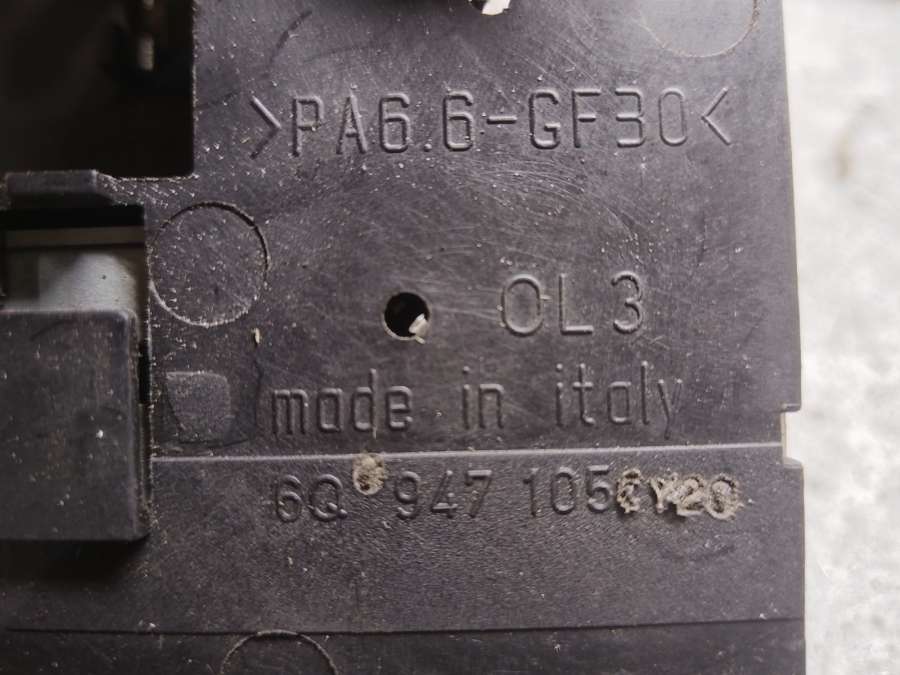 >PA6.6-GF30<
OL3
made in italy
6Q 947 105